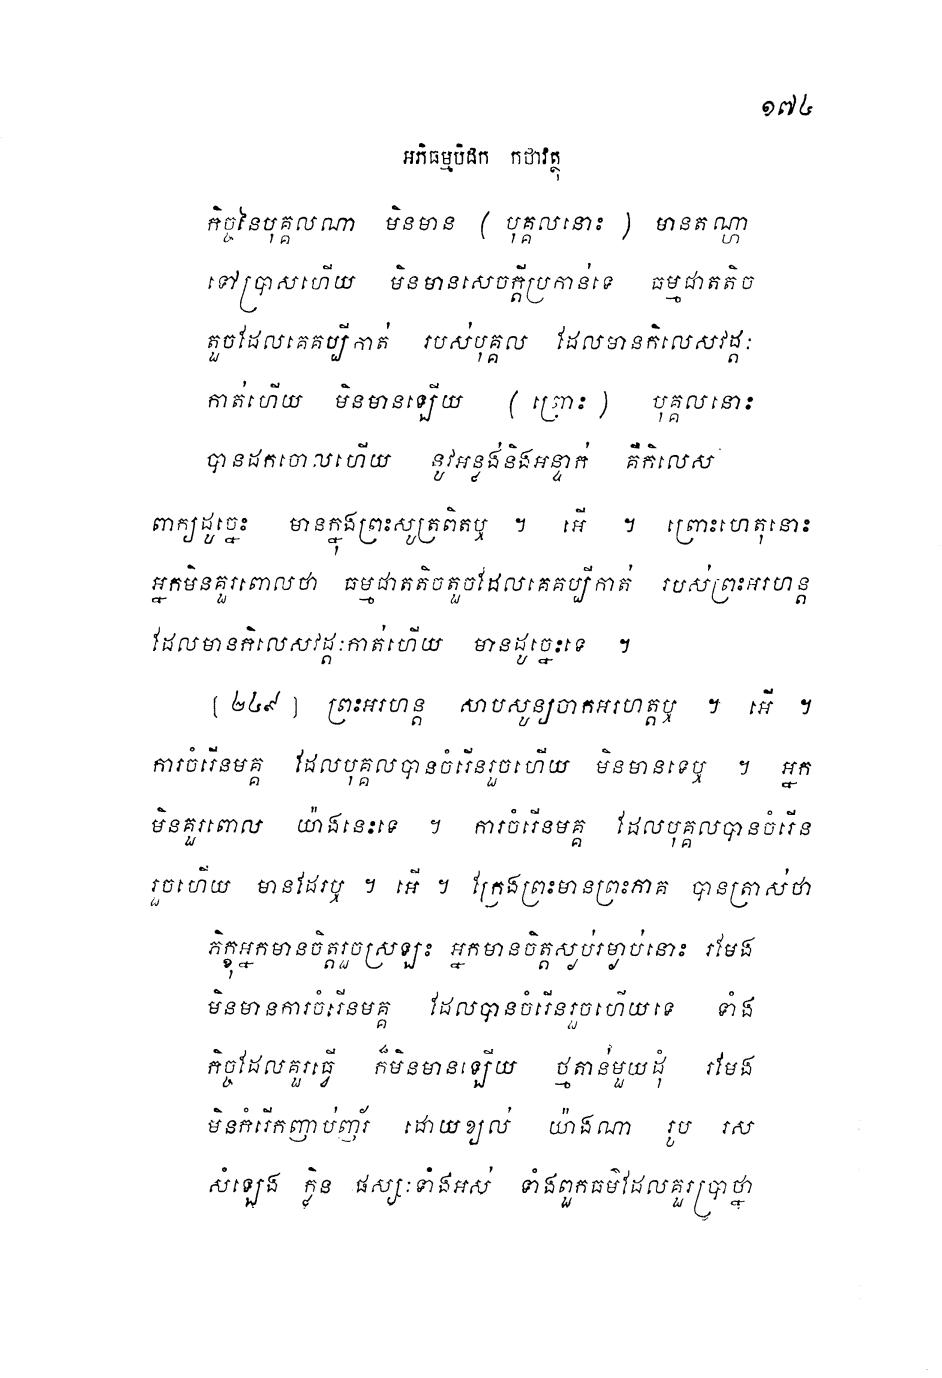 ១៧៤
អភិធម្មបិដក កថាវត្ថុ
កិច្ចនៃបុគ្គលណា មិនមាន ( បុគ្គលនោះ ) មានតណ្ហា
ទៅប្រាសហើយ មិនមានសេចក្តីប្រកាន់ទេ ធម្មជាតតិច
តួចដែលគេគប្បីកាត់ របស់បុគ្គល ដែលមានកិលេសវដ្តៈ
កាត់ហើយ មិនមានឡើយ ( ព្រោះ ) បុគ្គលនោះ
បានដកចោលហើយ នូវអន្ទង់និងអន្ទាក់ គឺកិលេស
ពាក្យដូច្នេះ មានក្នុងព្រះសូត្រពិតឬ ។ អើ ។ ព្រោះហេតុនោះ
អ្នកមិនគួរពោលថា ធម្មជាតតិចតួចដែលគេគប្បីកាត់ របស់ព្រះអរហន្ត
ដែលមានកិលេសវដ្តៈកាត់ហើយ មានដូច្នេះទេ ។
[ ២៤៩ ] ព្រះអរហន្ត សាបសូន្យចាកអរហត្តឬ ។ អើ ។
ការចំរើនមគ្គ ដែលបុគ្គលបានចំរើនរួចហើយ មិនមានទេឬ ។ អ្នក
មិនគួរពោល យ៉ាងនេះទេ ។ ការចំរើនមគ្គ ដែលបុគ្គលបានចំរើន
រួចហើយ មានដែរឬ ។ អើ ។ ក្រែងព្រះមានព្រះភាគ បានត្រាស់ថា
ភិក្ខុអ្នកមានចិត្តរួចស្រឡះ អ្នកមានចិត្តស្ងប់រម្ងាប់នោះ រមែង
មិនមានការចំរើនមគ្គ ដែលបានចំរើនរួចហើយទេ ទាំង
កិច្ចដែលគួរធ្វើ ក៏មិនមានឡើយ ថ្មតាន់មួយដុំ រមែង
មិនកំរើកញាប់ញ័រ ដោយខ្យល់ យ៉ាងណា រូប រស
សំឡេង ក្លិន ផស្សៈទាំងអស់ ទាំងពួកធម៌ដែលគួរប្រាថ្នា